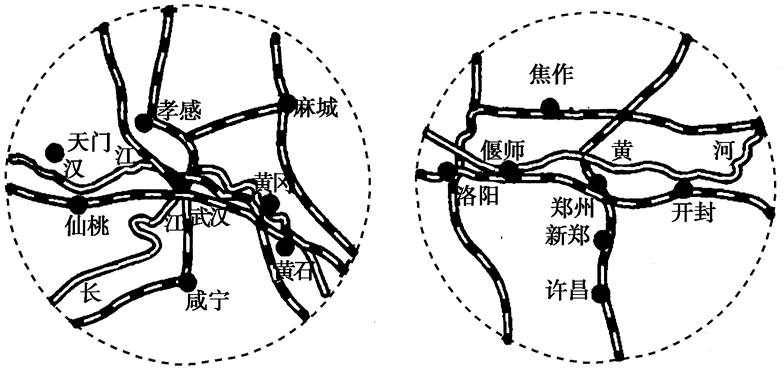 孝感
麻城
天门
汉
江
黄冈
仙桃
江
武汉
黄石
长
咸宁
焦作
偃师
黄
河
洛阳
郑州
开封
新郑
许昌